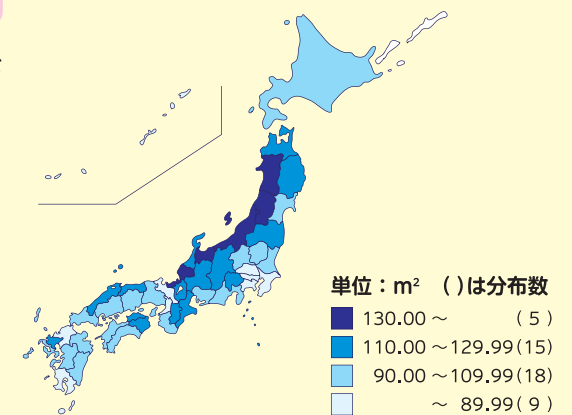 単位：m² ( )は分布数
130.00～ ( 5 )
110.00～129.99(15)
90.00～109.99(18)
～ 89.99( 9 )